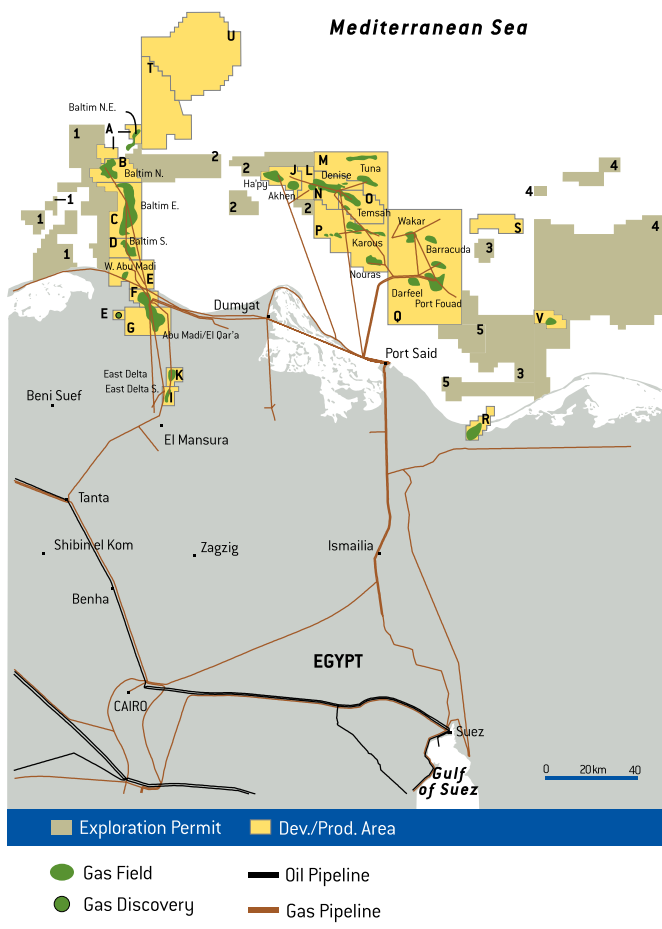 Mediterranean Sea
U
T
Baltim N.E.
A
1
B
Baltim N.
2
2
M
Tuna
J
L
Denise
Ha'py
Akhen
N
O
4
4
1
1
Baltim E.
C
2
2
Temsah
P
Karous
Wakar
Barracuda
S
3
4
D
Baltim S.
1
W. Abu Madi
E
Nouras
Darfeel
Port Fouad
F
E
G
Abu Madi/El Qar'a
Dumyat
Q
5
V
Port Said
East Delta
K
East Delta S.
I
3
5
Beni Suef
El Mansura
R
Tanta
Shibin el Kom
Zagzig
Ismailia
Benha
EGYPT
CAIRO
Suez
Gulf
of Suez
0 20km 40
Exploration Permit
Dev./Prod. Area
Gas Field
Oil Pipeline
Gas Discovery
Gas Pipeline